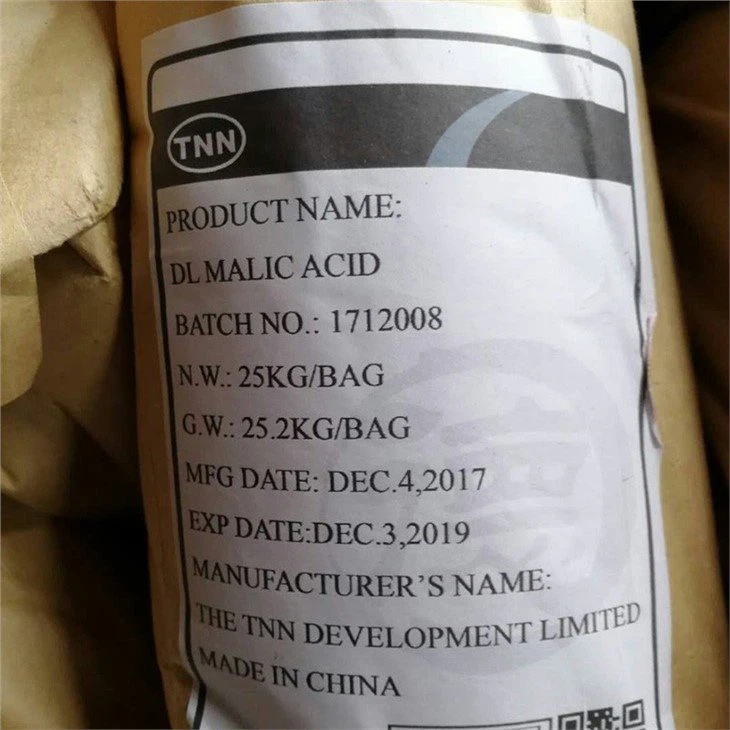 TNN
PRODUCT NAME:
DL MALIC ACID
BATCH NO.: 1712008
N.W.: 25KG/BAG
G.W.: 25.2KG/BAG
MFG DATE: DEC.4,2017
EXP DATE:DEC.3,2019
MANUFACTURER'S NAME:
THE TNN DEVELOPMENT LIMITED
MADE IN CHINA